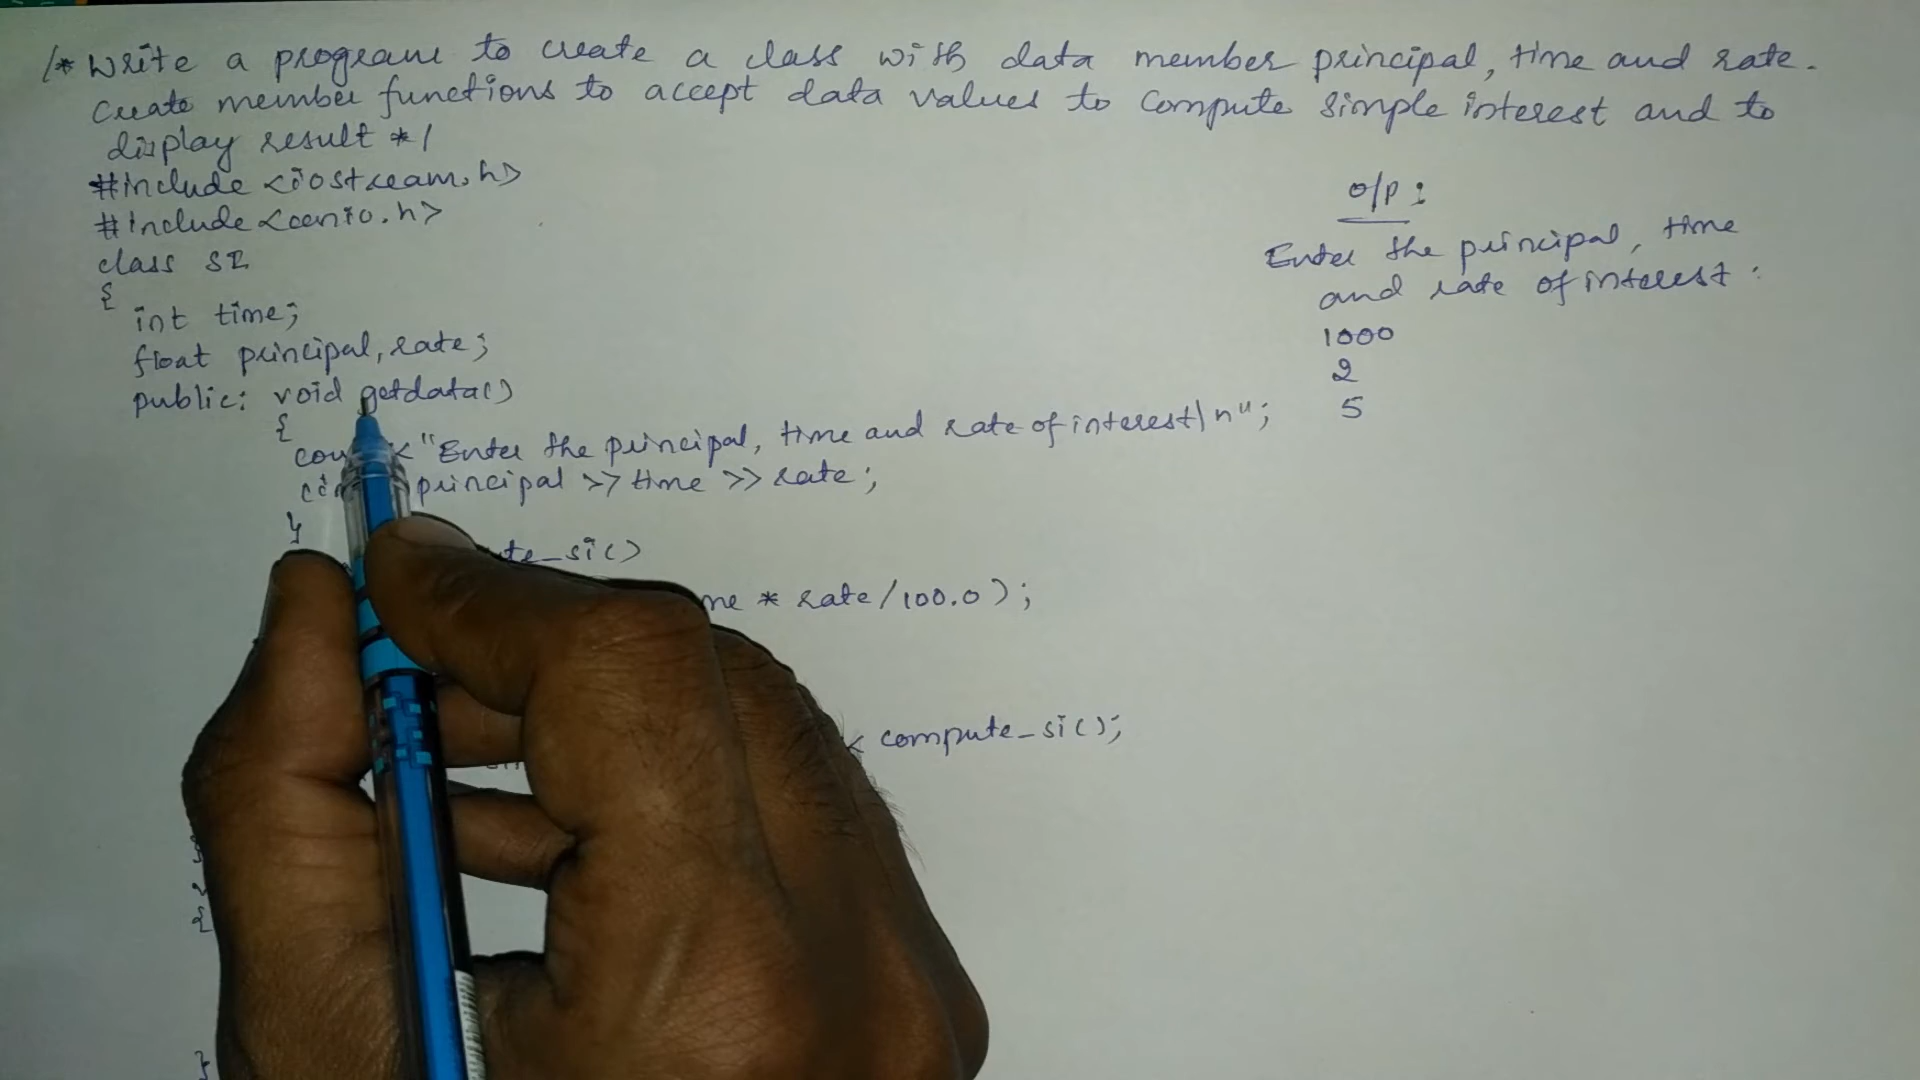 /* Write a program to create a class with data member principal, time and rate.
Create member functions to accept data values to compute simple interest and to
display result */
#include <iostream.h>
#include <conio.h>
class SI
{
int time;
float principal, rate;
public: void getdata()
{
cou < "Enter the principal, time and rate of interest\n";
cin principal >> time >> rate;
}
te_si()
me * rate/100.0);
< compute_si();
{
}
o/p :
Enter the principal, time
and rate of interest :
1000
2
5